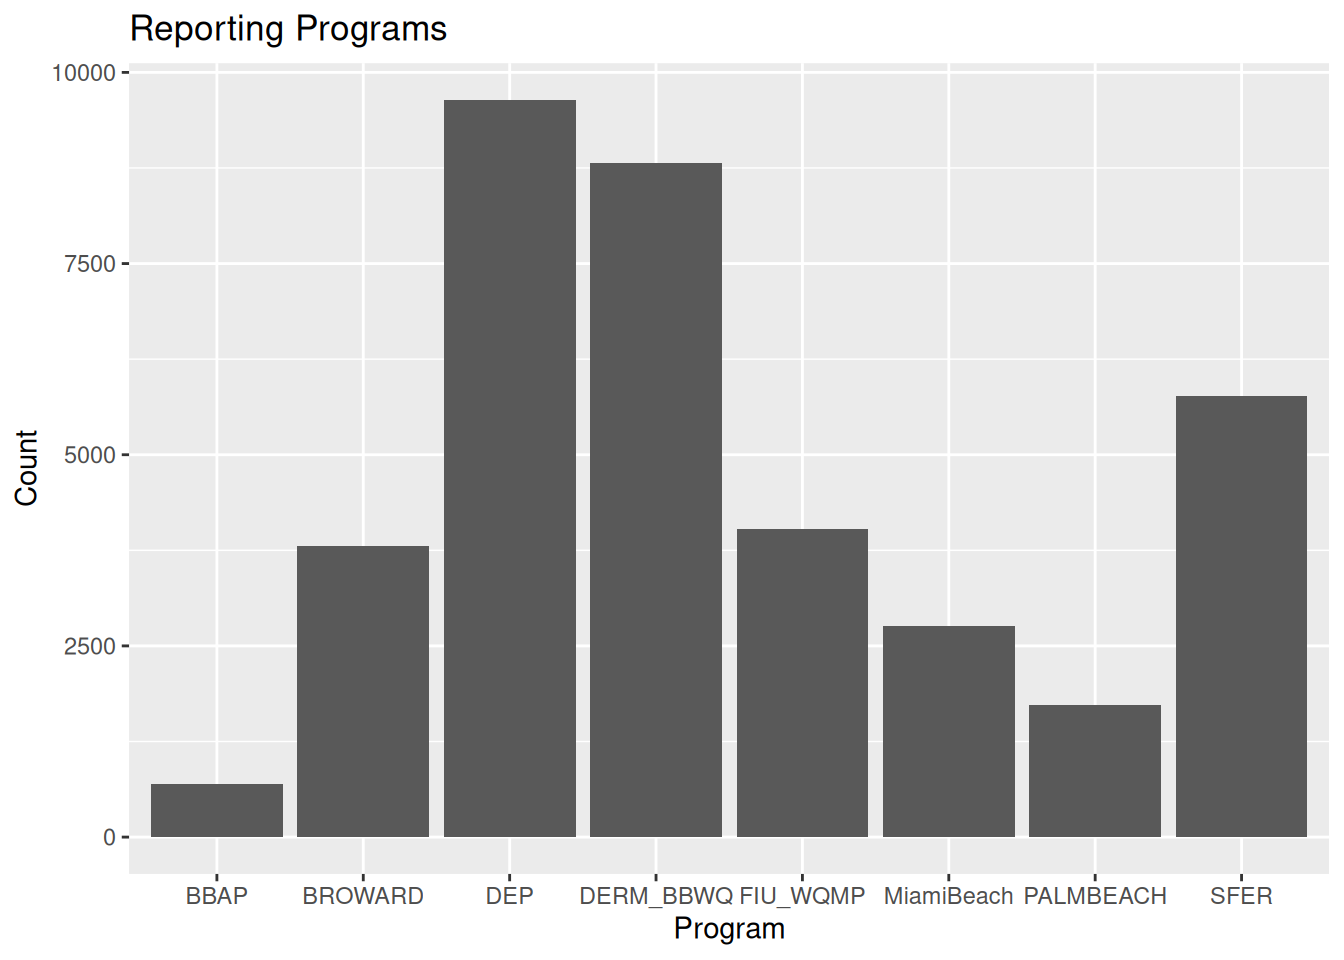 Reporting Programs
10000
7500
5000
2500
0
Count
BBAP BROWARD DEP DERM_BBWQ FIU_WQMP MiamiBeach PALMBEACH SFER
Program